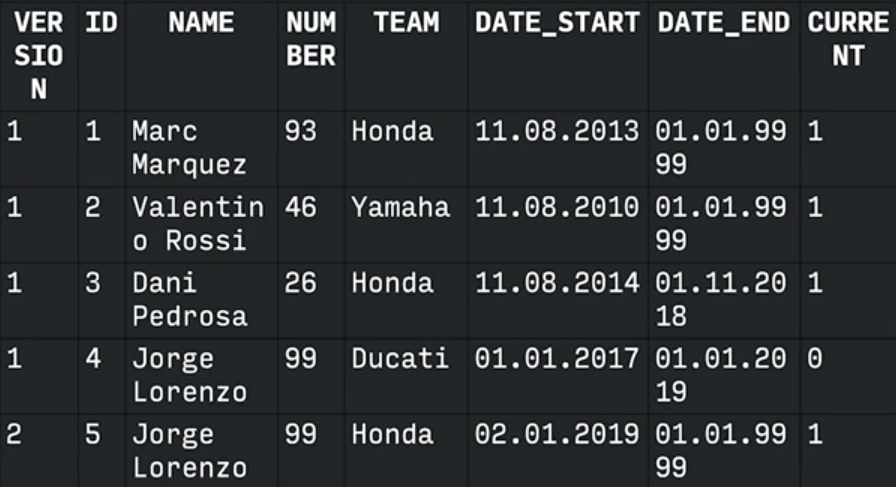 VERSION ID NAME NUMBER TEAM DATE_START DATE_END CURRENT
1 1 Marc Marquez 93 Honda 11.08.2013 01.01.9999 1
1 2 Valentino Rossi 46 Yamaha 11.08.2010 01.01.9999 1
1 3 Dani Pedrosa 26 Honda 11.08.2014 01.11.2018 1
1 4 Jorge Lorenzo 99 Ducati 01.01.2017 01.01.2019 0
2 5 Jorge Lorenzo 99 Honda 02.01.2019 01.01.9999 1